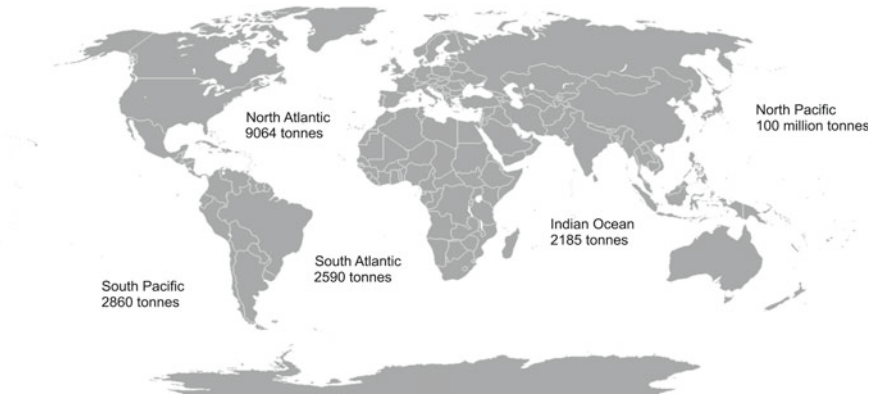 North Atlantic
9064 tonnes
North Pacific
100 million tonnes
Indian Ocean
2185 tonnes
South Atlantic
2590 tonnes
South Pacific
2860 tonnes